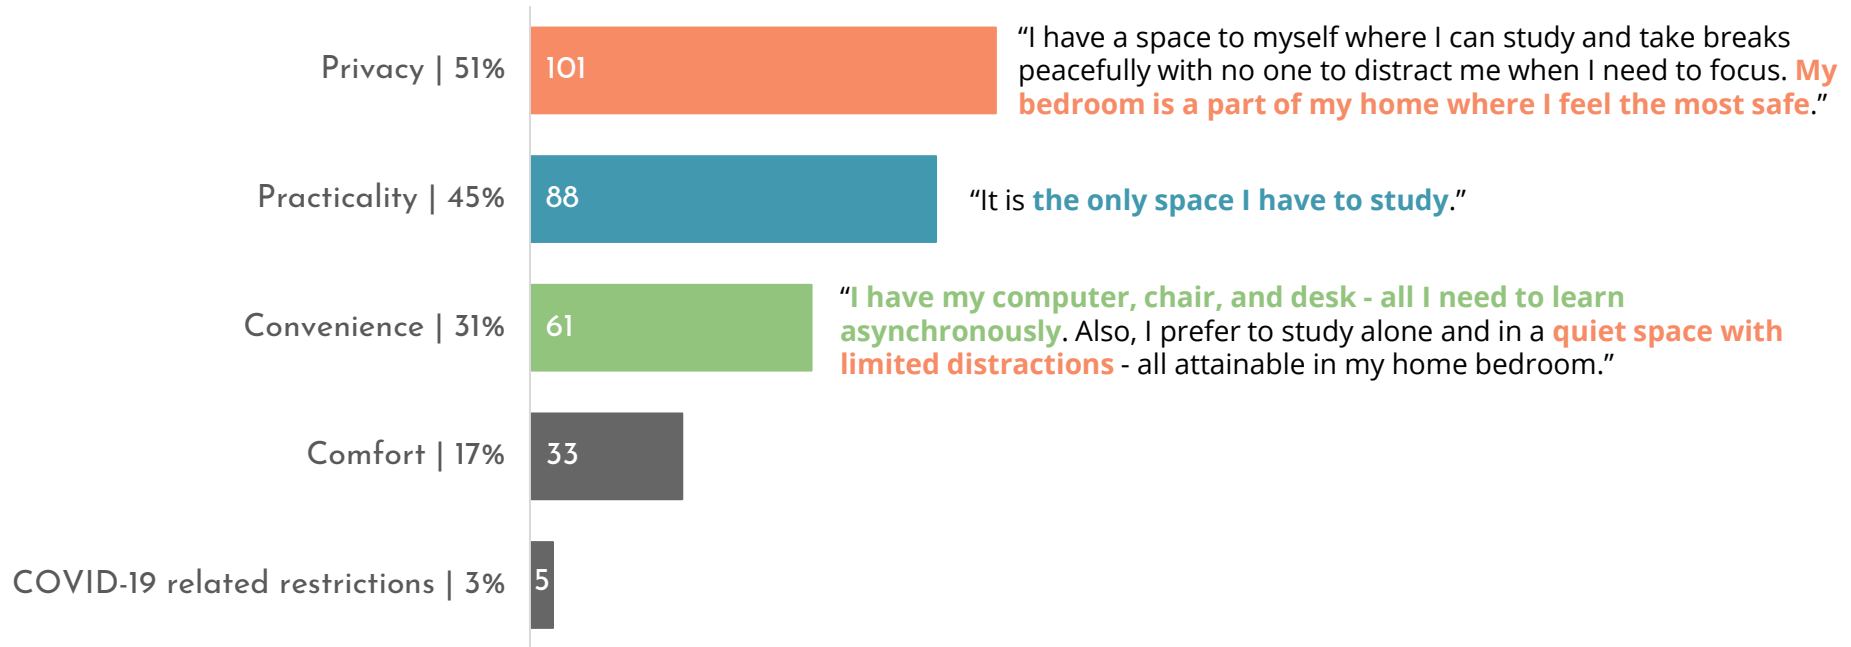 Privacy | 51%
101
“I have a space to myself where I can study and take breaks
peacefully with no one to distract me when I need to focus. My
bedroom is a part of my home where I feel the most safe.”
Practicality | 45%
88
“It is the only space I have to study.”
Convenience | 31%
61
“I have my computer, chair, and desk - all I need to learn
asynchronously. Also, I prefer to study alone and in a quiet space with
limited distractions - all attainable in my home bedroom.”
Comfort | 17%
33
COVID-19 related restrictions | 3%
5